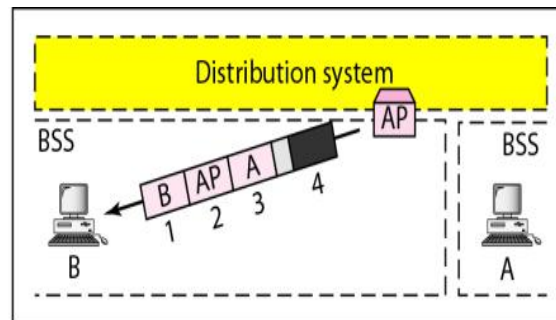 Distribution system
AP
BSS
BSS
B AP A
1 2 3 4
B
A